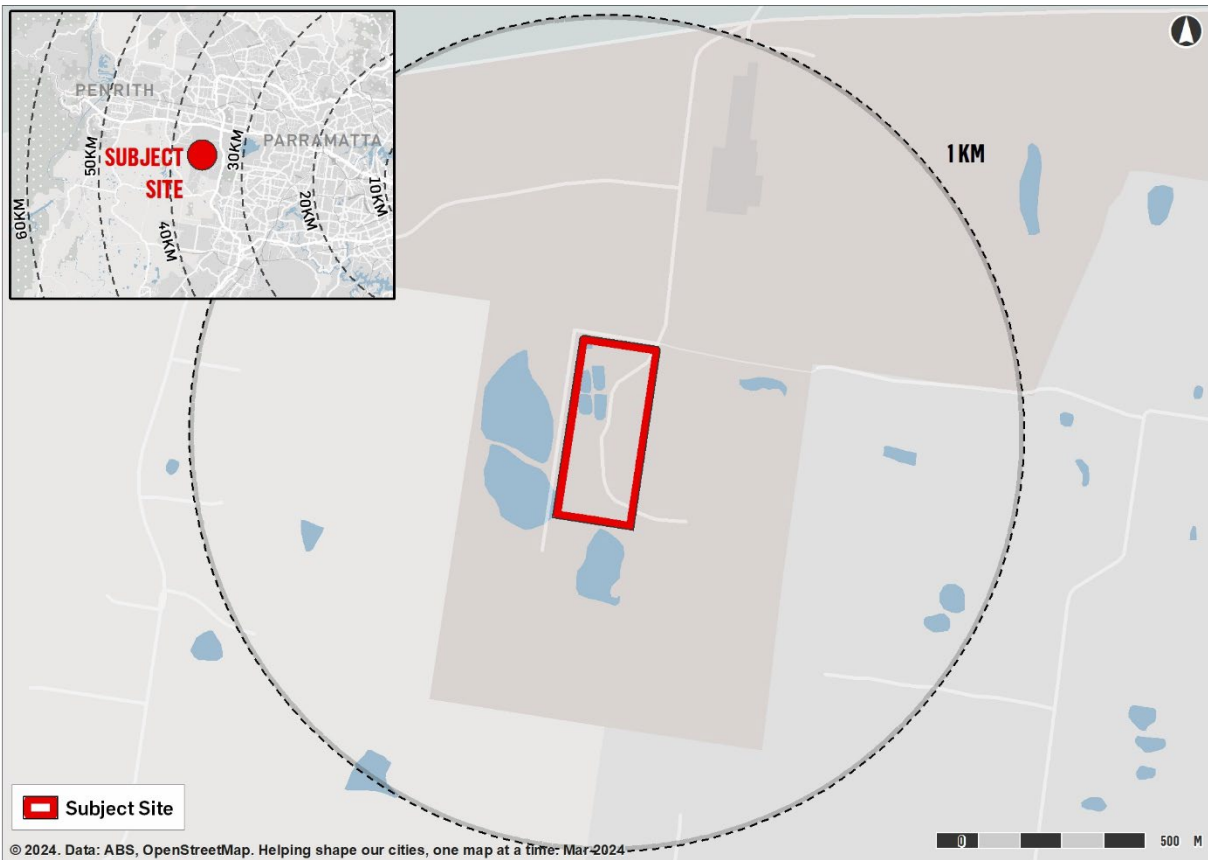 PENRITH
PARRAMATTA
SUBJECT
SITE
60KM
50KM
40KM
30KM
20KM
10KM
1 KM
Subject Site
© 2024. Data: ABS, OpenStreetMap. Helping shape our cities, one map at a time. Mar-2024
0 500 M